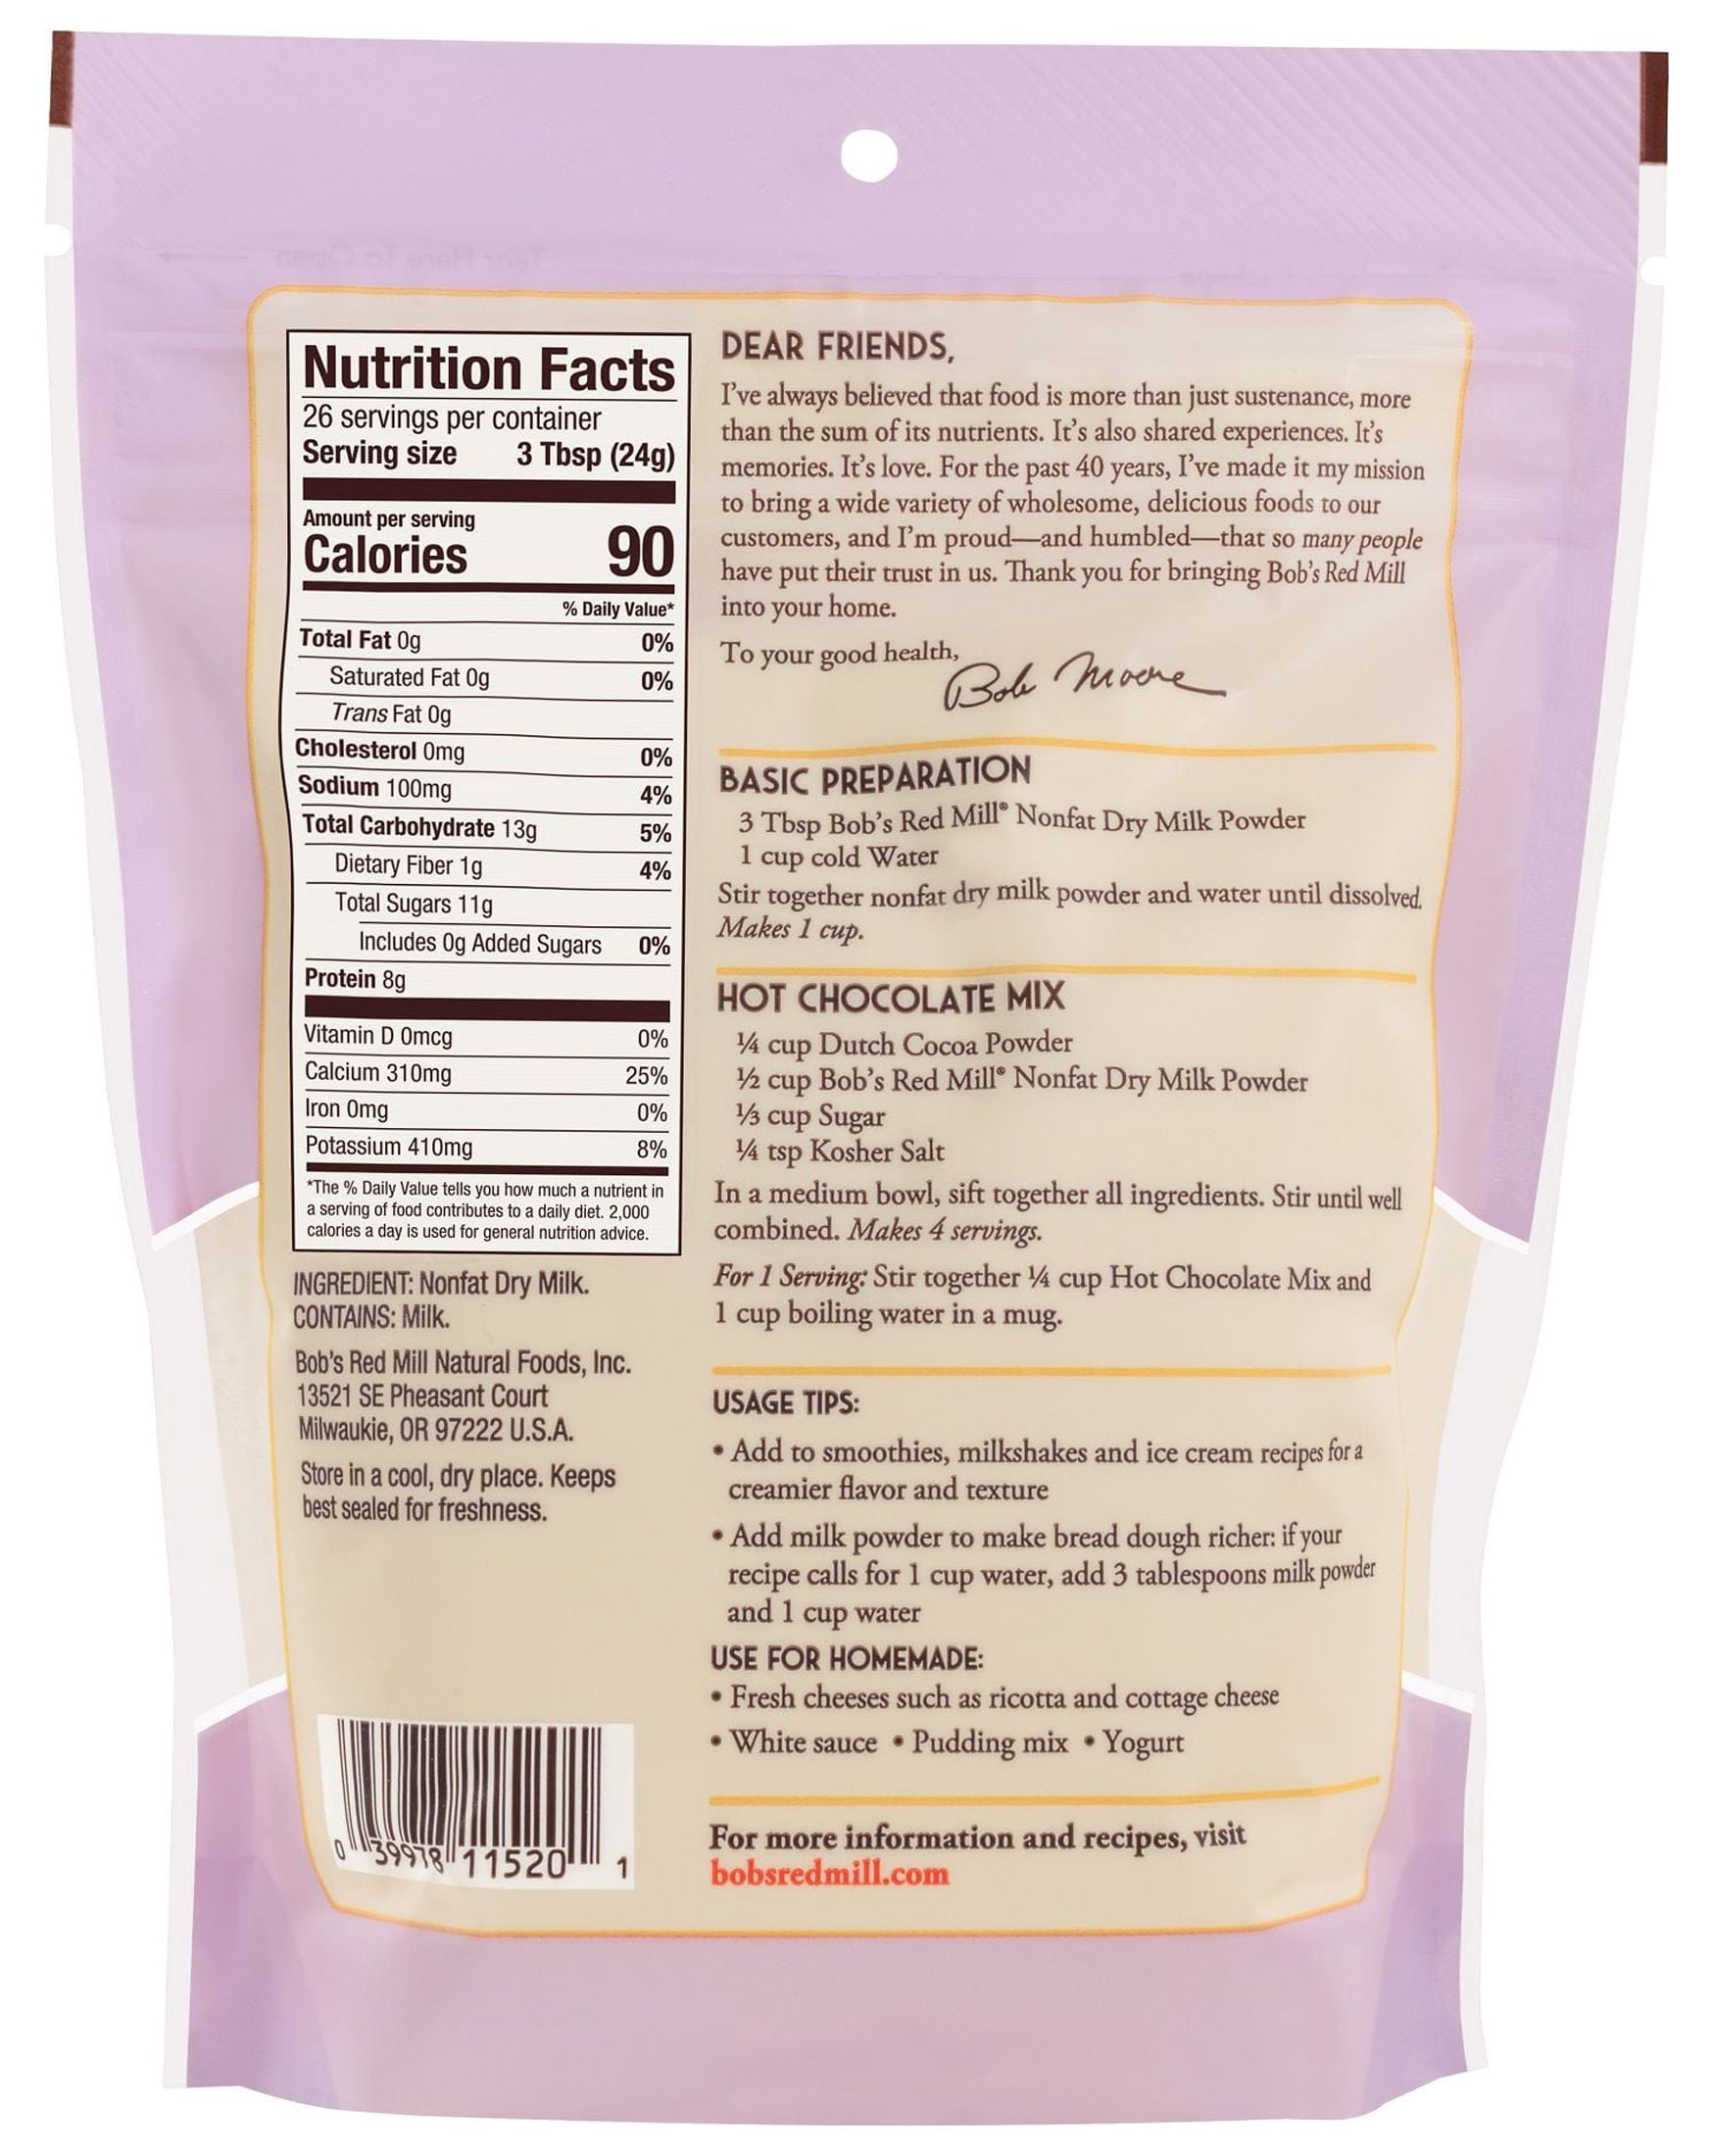 Tear Here To Open
Nutrition Facts
26 servings per container
Serving size 3 Tbsp (24g)
Amount per serving
Calories 90
% Daily Value*
Total Fat 0g 0%
Saturated Fat 0g 0%
Trans Fat 0g
Cholesterol 0mg 0%
Sodium 100mg 4%
Total Carbohydrate 13g 5%
Dietary Fiber 1g 4%
Total Sugars 11g
Includes 0g Added Sugars 0%
Protein 8g
Vitamin D 0mcg 0%
Calcium 310mg 25%
Iron 0mg 0%
Potassium 410mg 8%
*The % Daily Value tells you how much a nutrient in
a serving of food contributes to a daily diet. 2,000
calories a day is used for general nutrition advice.
INGREDIENT: Nonfat Dry Milk.
CONTAINS: Milk.
Bob's Red Mill Natural Foods, Inc.
13521 SE Pheasant Court
Milwaukie, OR 97222 U.S.A.
Store in a cool, dry place. Keeps
best sealed for freshness.
0 39978 11520 1
DEAR FRIENDS,
I've always believed that food is more than just sustenance, more
than the sum of its nutrients. It's also shared experiences. It's
memories. It's love. For the past 40 years, I've made it my mission
to bring a wide variety of wholesome, delicious foods to our
customers, and I'm proud—and humbled—that so many people
have put their trust in us. Thank you for bringing Bob's Red Mill
into your home.
To your good health,
Bob Moore
BASIC PREPARATION
3 Tbsp Bob's Red Mill® Nonfat Dry Milk Powder
1 cup cold Water
Stir together nonfat dry milk powder and water until dissolved.
Makes 1 cup.
HOT CHOCOLATE MIX
¼ cup Dutch Cocoa Powder
½ cup Bob's Red Mill® Nonfat Dry Milk Powder
⅓ cup Sugar
¼ tsp Kosher Salt
In a medium bowl, sift together all ingredients. Stir until well
combined. Makes 4 servings.
For 1 Serving: Stir together ¼ cup Hot Chocolate Mix and
1 cup boiling water in a mug.
USAGE TIPS:
• Add to smoothies, milkshakes and ice cream recipes for a
creamier flavor and texture
• Add milk powder to make bread dough richer: if your
recipe calls for 1 cup water, add 3 tablespoons milk powder
and 1 cup water
USE FOR HOMEMADE:
• Fresh cheeses such as ricotta and cottage cheese
• White sauce • Pudding mix • Yogurt
For more information and recipes, visit
bobsredmill.com